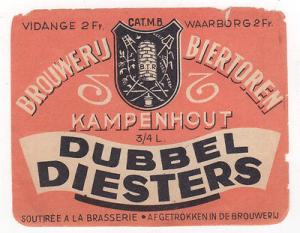 VIDANGE 2 Fr. CAT. M.B. WAARBORG 2 Fr.
BROUWERIJ BIERTOREN
KAMPENHOUT
3/4 L.
DUBBEL
DIESTERS
SOUTIRÉE A LA BRASSERIE • AFGETROKKEN IN DE BROUWERIJ